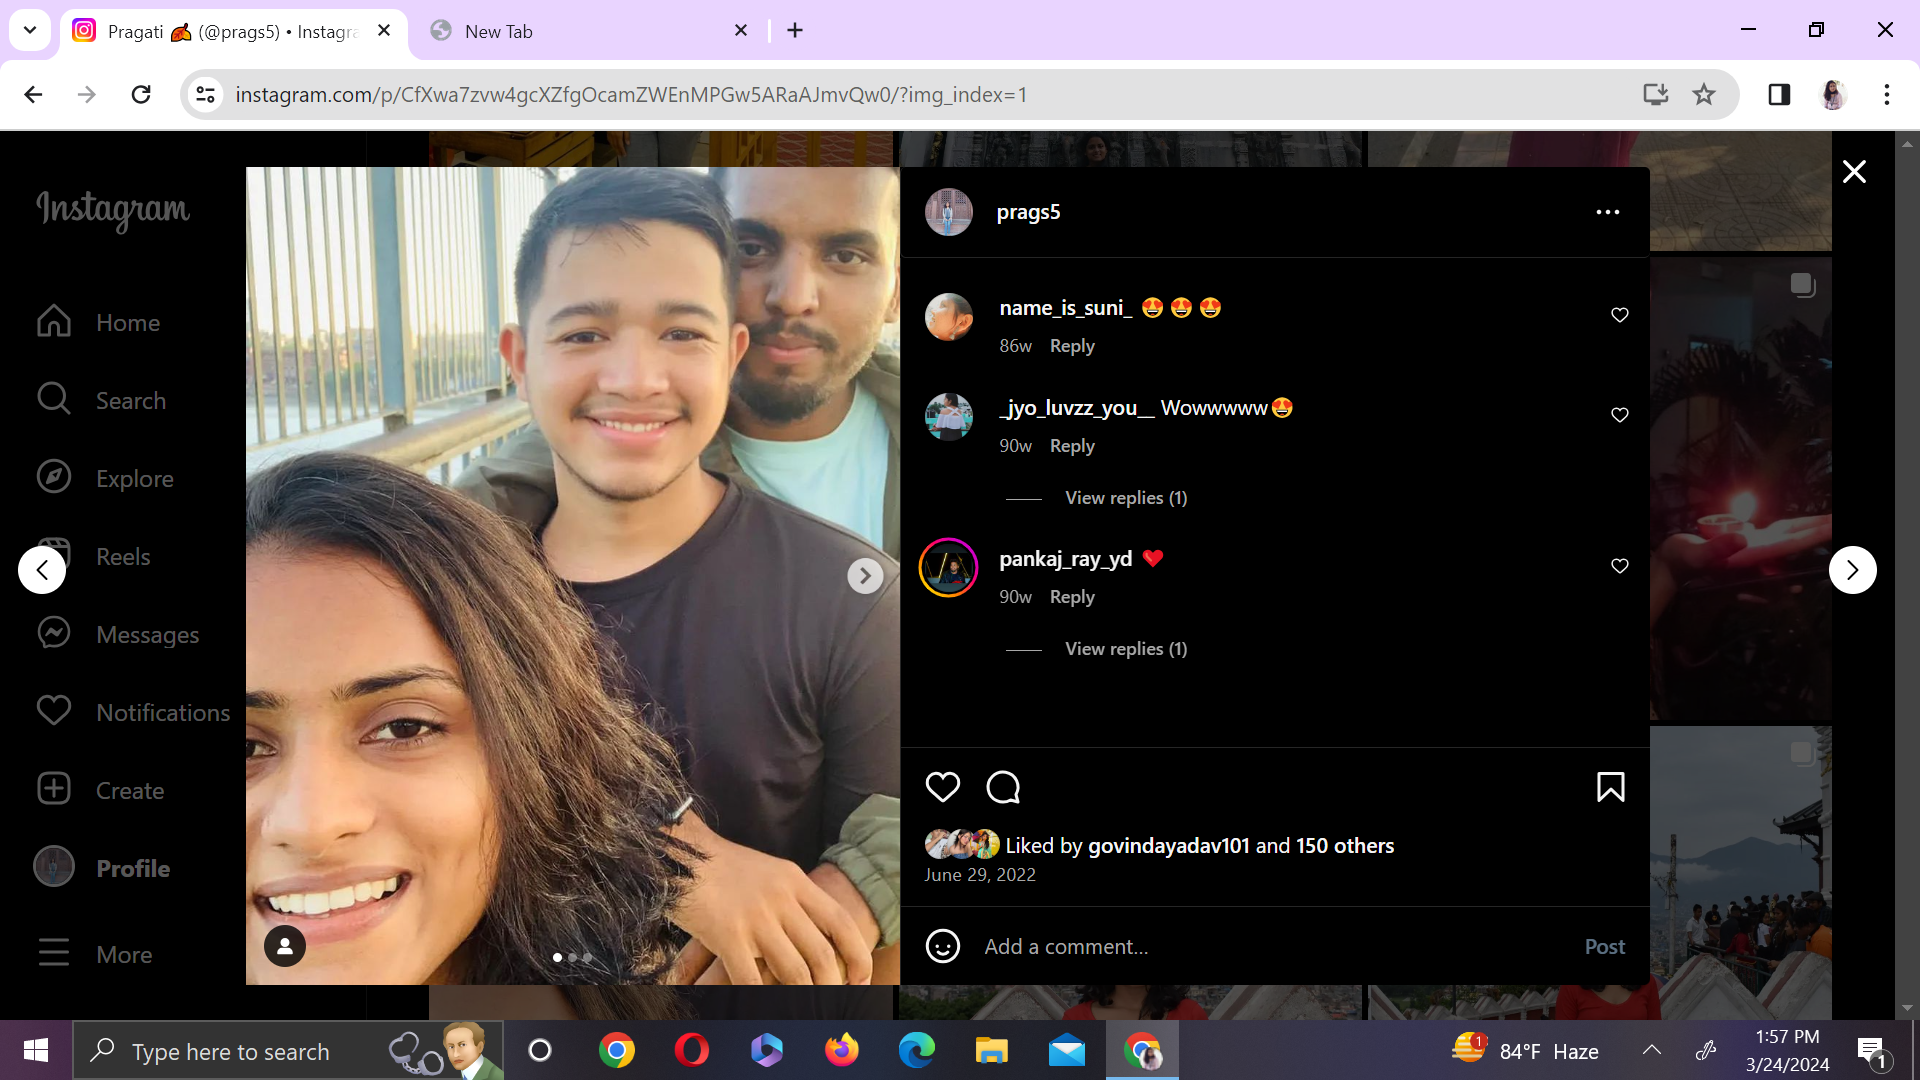 Pragati 🍂 (@prags5) • Instagra
New Tab
instagram.com/p/CfXwa7zvw4gcXZfgOcamZWEnMPGw5ARaAJmvQw0/?img_index=1
Instagram
Home
Search
Explore
Reels
Messages
Notifications
Create
Profile
More
prags5
name_is_suni_ 😍😍😍
86w Reply
_jyo_luvzz_you__ Wowwwww😍
90w Reply
View replies (1)
pankaj_ray_yd ❤️
90w Reply
View replies (1)
Liked by govindayadav101 and 150 others
June 29, 2022
Add a comment...
Post
Type here to search
1
84°F Haze
1:57 PM
3/24/2024
1